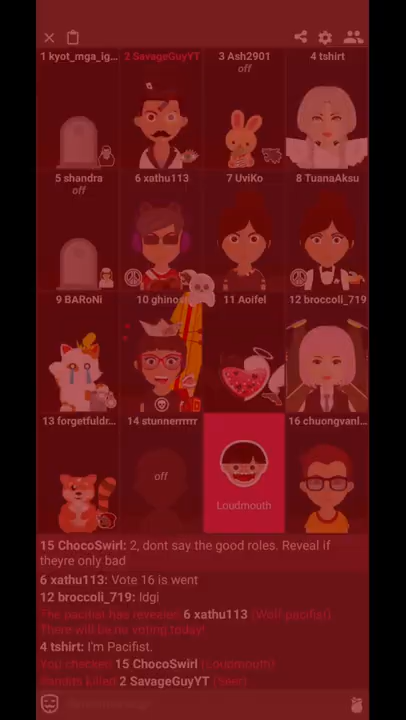 1 kyot_mga_ig... 2 SavageGuyYT 3 Ash2901 4 tshirt
off
5 shandra 6 xathu113 7 UviKo 8 TuanaAksu
off
9 BARoNi 10 ghino 11 Aoifel 12 broccoli_719
13 forgetfuldr... 14 stunnerrrrrr 16 chuongvanl...
off
Loudmouth
15 ChocoSwirl: 2, dont say the good roles. Reveal if
theyre only bad
6 xathu113: Vote 16 is went
12 broccoli_719: Idgi
The pacifist has revealed 6 xathu113 (Wolf pacifist)
There will be no voting today!
4 tshirt: I'm Pacifist.
You checked 15 ChocoSwirl (Loudmouth)
Bandits killed 2 SavageGuyYT (Seer)